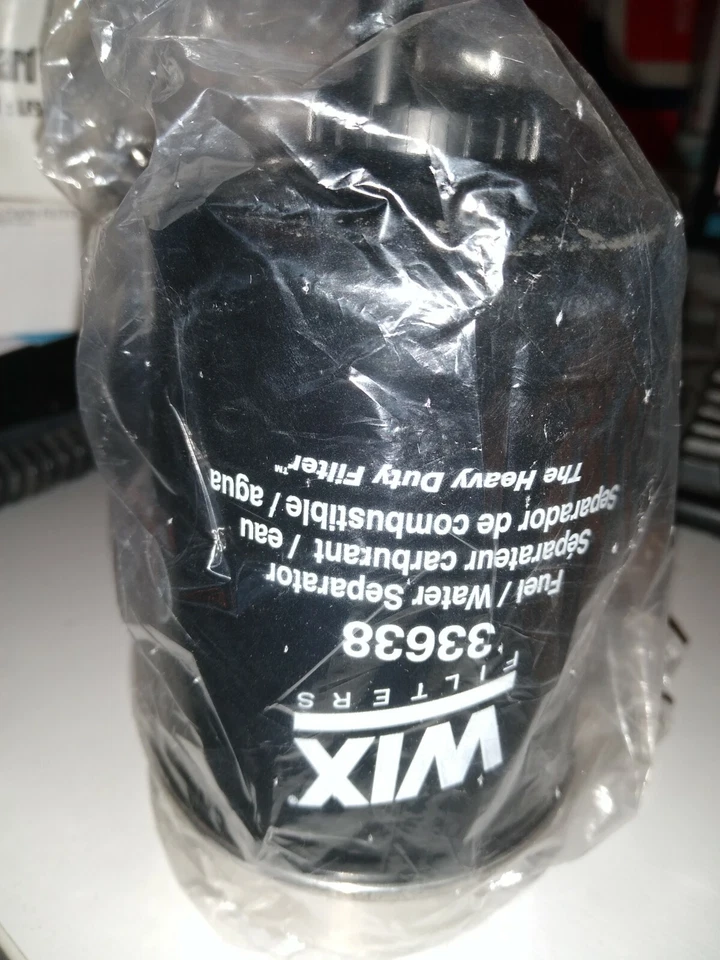 WIX
FILTERS
33638
Fuel / Water Separator
Séparateur carburant / eau
Separador de combustible / agua
The Heavy Duty Filter™